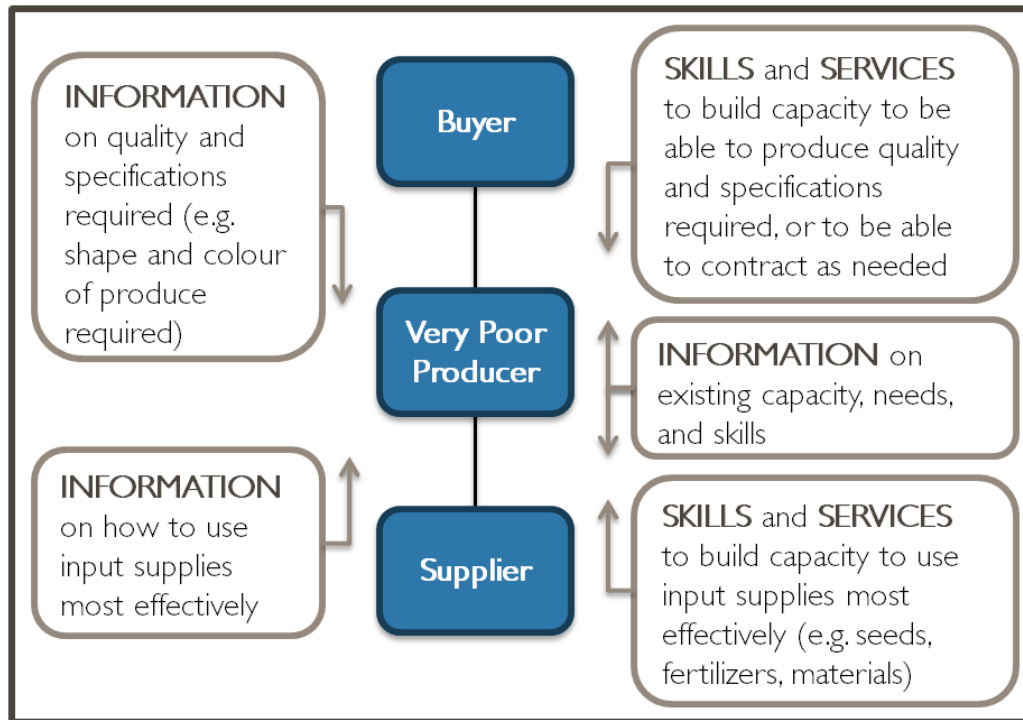 INFORMATION
on quality and
specifications
required (e.g.
shape and colour
of produce
required)
Buyer
SKILLS and SERVICES
to build capacity to be
able to produce quality
and specifications
required, or to be able
to contract as needed
Very Poor
Producer
INFORMATION on
existing capacity, needs,
and skills
INFORMATION
on how to use
input supplies
most effectively
Supplier
SKILLS and SERVICES
to build capacity to use
input supplies most
effectively (e.g. seeds,
fertilizers, materials)